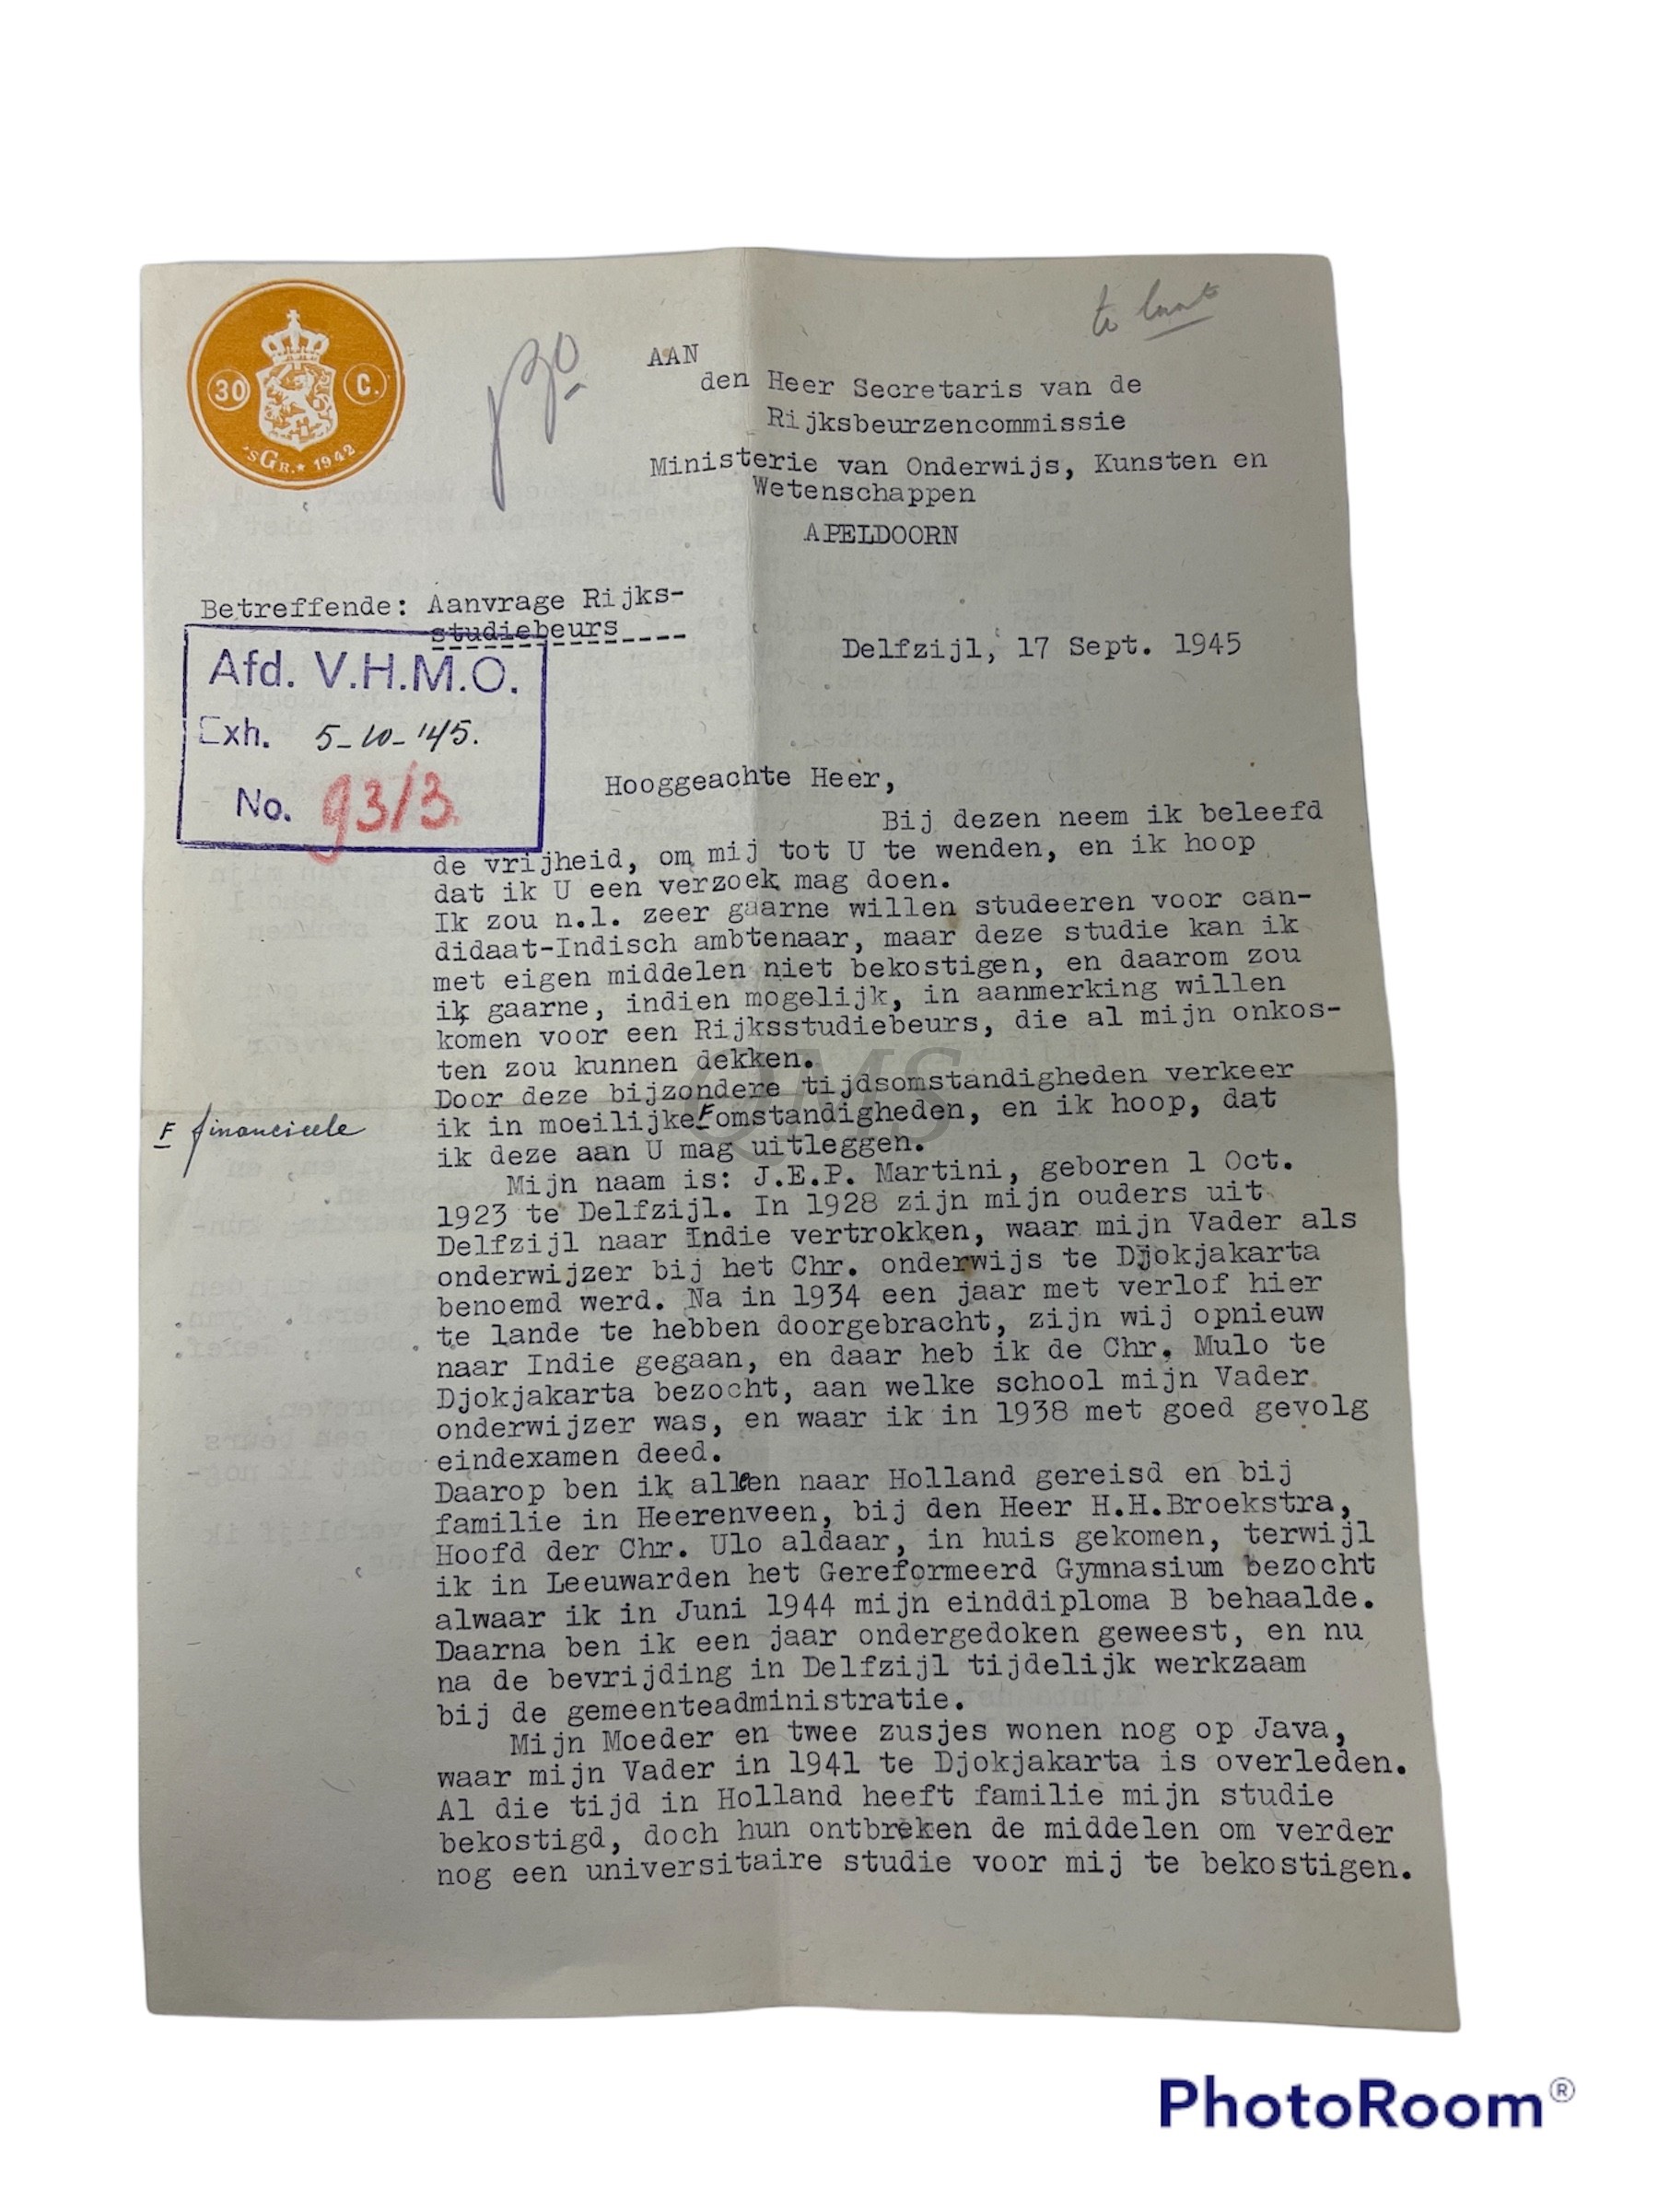 te laat
30 C.
'sGR.* 1942
AAN
den Heer Secretaris van de
Rijksbeurzencommissie
Ministerie van Onderwijs, Kunsten en
Wetenschappen
APELDOORN
Betreffende: Aanvrage Rijks-
studiebeurs
Delfzijl, 17 Sept. 1945
Afd. V.H.M.O.
Exh. 5-10-'45.
No. 93/3
Hooggeachte Heer,
Bij dezen neem ik beleefd
de vrijheid, om mij tot U te wenden, en ik hoop
dat ik U een verzoek mag doen.
Ik zou n.l. zeer gaarne willen studeeren voor can-
didaat-Indisch ambtenaar, maar deze studie kan ik
met eigen middelen niet bekostigen, en daarom zou
ik gaarne, indien mogelijk, in aanmerking willen
komen voor een Rijksstudiebeurs, die al mijn onkos-
ten zou kunnen dekken.
Door deze bijzondere tijdsomstandigheden verkeer
ik in moeilijke F omstandigheden, en ik hoop, dat
F financieele
ik deze aan U mag uitleggen.
Mijn naam is: J.E.P. Martini, geboren 1 Oct.
1923 te Delfzijl. In 1928 zijn mijn ouders uit
Delfzijl naar Indie vertrokken, waar mijn Vader als
onderwijzer bij het Chr. onderwijs te Djokjakarta
benoemd werd. Na in 1934 een jaar met verlof hier
te lande te hebben doorgebracht, zijn wij opnieuw
naar Indie gegaan, en daar heb ik de Chr. Mulo te
Djokjakarta bezocht, aan welke school mijn Vader
onderwijzer was, en waar ik in 1938 met goed gevolg
eindexamen deed.
Daarop ben ik alleen naar Holland gereisd en bij
familie in Heerenveen, bij den Heer H.H.Broekstra,
Hoofd der Chr. Ulo aldaar, in huis gekomen, terwijl
ik in Leeuwarden het Gereformeerd Gymnasium bezocht
alwaar ik in Juni 1944 mijn einddiploma B behaalde.
Daarna ben ik een jaar ondergedoken geweest, en nu
na de bevrijding in Delfzijl tijdelijk werkzaam
bij de gemeenteadministratie.
Mijn Moeder en twee zusjes wonen nog op Java,
waar mijn Vader in 1941 te Djokjakarta is overleden.
Al die tijd in Holland heeft familie mijn studie
bekostigd, doch hun ontbreken de middelen om verder
nog een universitaire studie voor mij te bekostigen.
QMS
PhotoRoom®